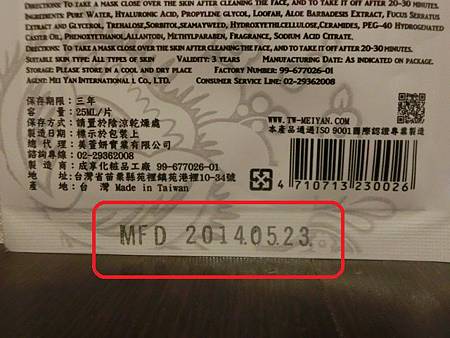 DIRECTIONS: TO TAKE A MASK CLOSE OVER THE SKIN AFTER CLEANING THE FACE, AND TO TAKE IT OFF AFTER 20-30 MINUTES.
INGREDIENTS: PURE WATER, HYALURONIC ACID, PROPYLENE GLYCOL, LOOFAH, ALOE BARBADESIS EXTRACT, FUCUS SERRATUS
EXTRACT AND GLYCEROL, TREHALOSE, SORBITOL, SEAMAYWEED, HYDROXYETHLCELLULOSE, CERAMIDES, PEG-40 HYDROGENATED
CASTER OIL, PHENOXYETHANOL, ALLANTOIN, METHYLPARABEN, FRAGRANCE, SODIUM ACID CITRATE.
DIRECTIONS: TO TAKE A MASK CLOSE OVER THE SKIN AFTER CLEANING THE FACE, AND TO TAKE IT OFF AFTER 20-30 MINUTES.
SUITABLE SKIN TYPE: ALL TYPES OF SKIN VALIDITY: 3 YEARS MANUFACTURING DATE: AS INDICATED ON PACKAGE.
STORAGE: PLEASE STORE IN A COOL AND DRY PLACE FACTORY NUMBER: 99-677026-01
AGENT: MEI YAN INTERNATIONAL CO., LTD. CONSUMER SERVICE LINE: 02-29362008
保存期限：三年
容　　量：25ML/片
保存方式：請置於陰涼乾燥處
製造日期：標示於包裝上
總 代 理：美萱妍實業有限公司
諮詢專線：02-29362008
製 造 商：成享化粧品工廠 99-677026-01
地　　址：台灣省苗栗縣苑裡鎮苑港里10-34號
產　　地：台　灣 Made in Taiwan
WWW.TW-MEIYAN.COM
本產品通過ISO 9001國際認證專業製造
4 710713 230026
MFD 2014.05.23.